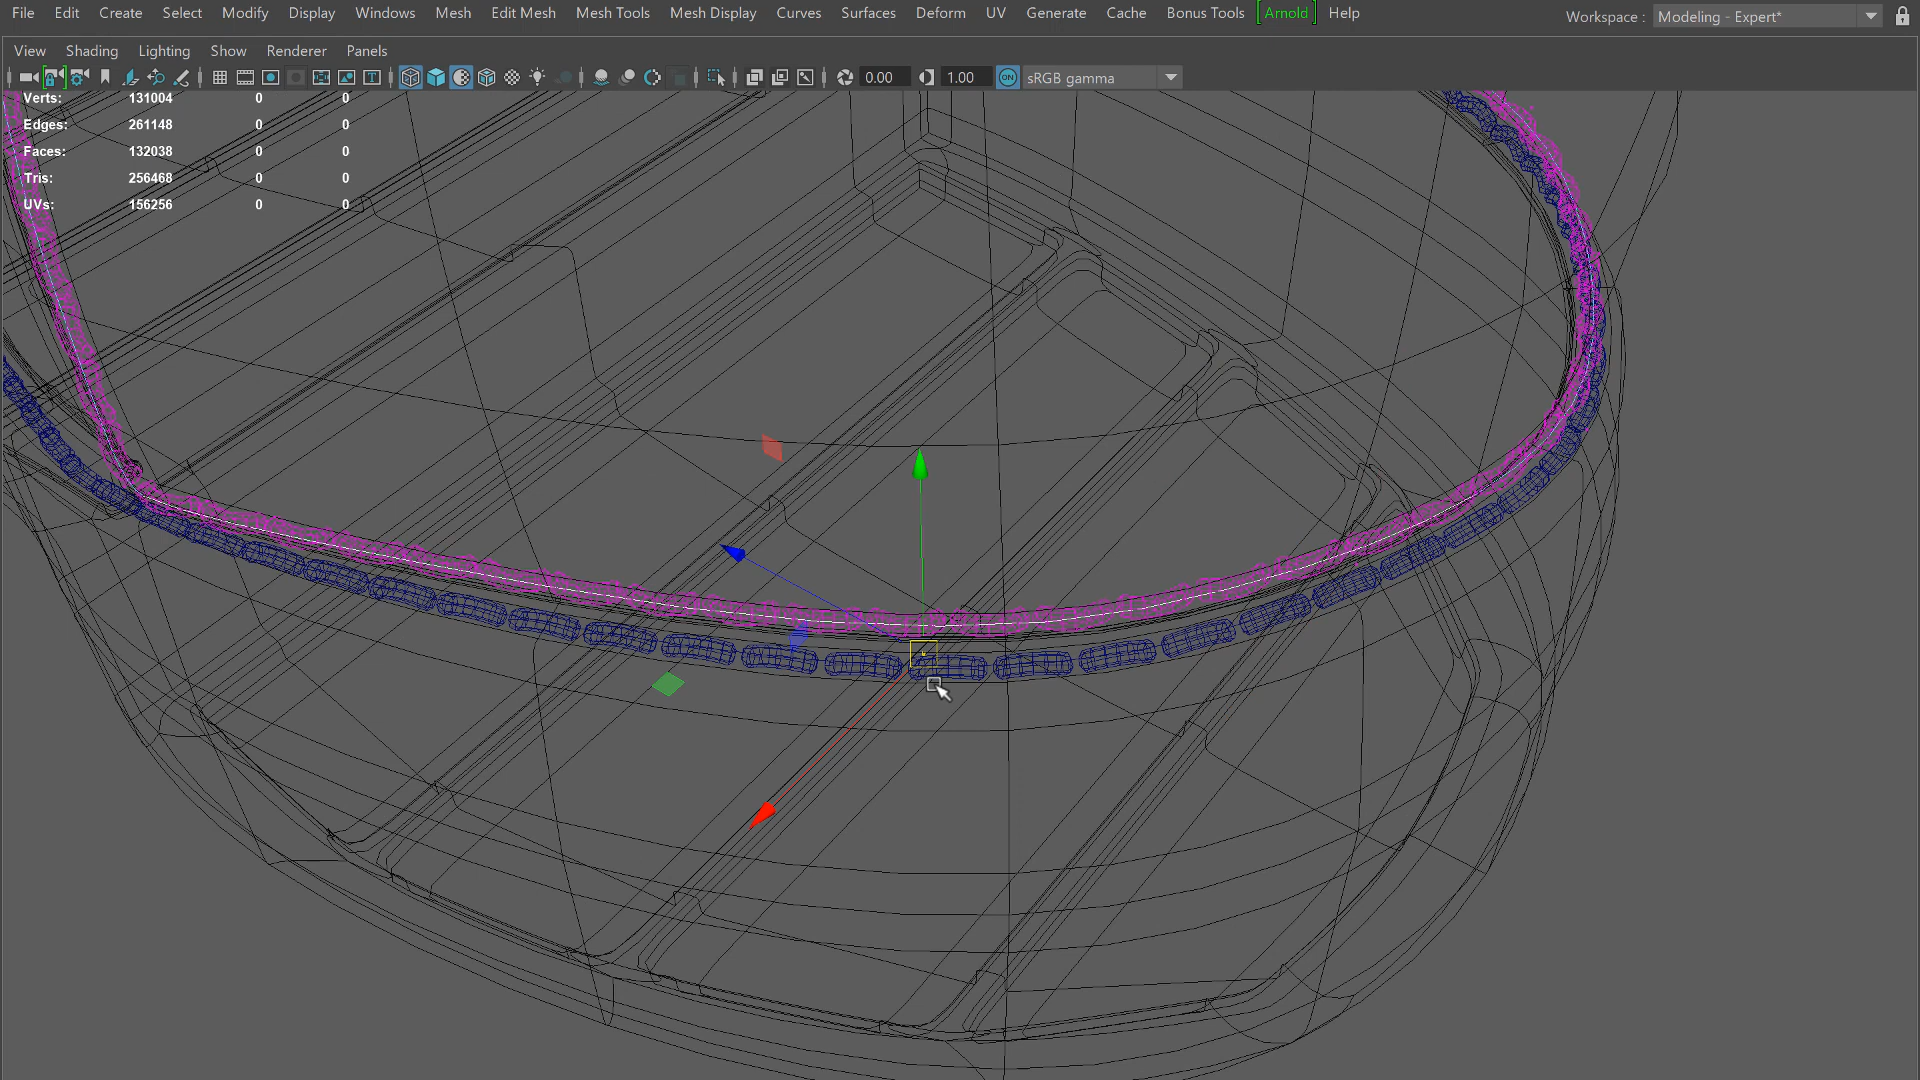 File Edit Create Select Modify Display Windows Mesh Edit Mesh Mesh Tools Mesh Display Curves Surfaces Deform UV Generate Cache Bonus Tools Arnold Help Workspace : Modeling - Expert*
View Shading Lighting Show Renderer Panels
T 0.00 1.00 ON sRGB gamma
Verts: 131004 0 0
Edges: 261148 0 0
Faces: 132038 0 0
Tris: 256468 0 0
UVs: 156256 0 0